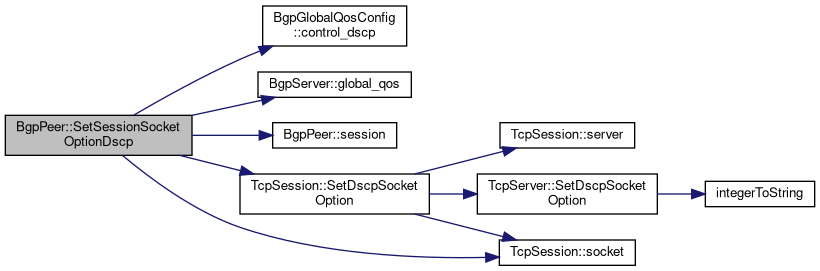 BgpGlobalQosConfig
::control_dscp
BgpServer::global_qos
BgpPeer::SetSessionSocket
OptionDscp
BgpPeer::session
TcpSession::server
TcpSession::SetDscpSocket
Option
TcpServer::SetDscpSocket
Option
integerToString
TcpSession::socket